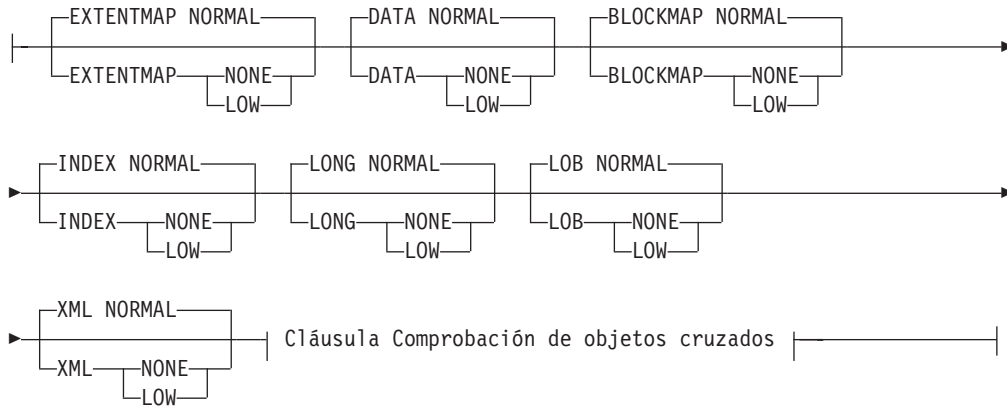 EXTENTMAP NORMAL DATA NORMAL BLOCKMAP NORMAL
EXTENTMAP NONE DATA NONE BLOCKMAP NONE
LOW LOW LOW
INDEX NORMAL LONG NORMAL LOB NORMAL
INDEX NONE LONG NONE LOB NONE
LOW LOW LOW
XML NORMAL
Cláusula Comprobación de objetos cruzados
XML NONE
LOW